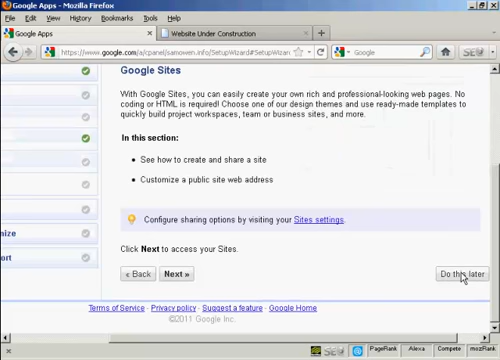 Google Apps - Mozilla Firefox
File Edit View History Bookmarks Tools Help
Google Apps
Website Under Construction
https://www.google.com/a/cpanel/samowen.info/SetupWizard#SetupWizard
Google
Google Sites
With Google Sites, you can easily create your own rich and professional-looking web pages. No
coding or HTML is required! Choose one of our design themes and use ready-made templates to
quickly build project workspaces, team or business sites, and more.
In this section:
See how to create and share a site
Customize a public site web address
Configure sharing options by visiting your Sites settings.
mize
Click Next to access your Sites.
ort
« Back
Next »
Do this later
Terms of Service · Privacy policy · Suggest a feature · Google Home
©2011 Google Inc.
PageRank
Alexa
Compete
mozRank